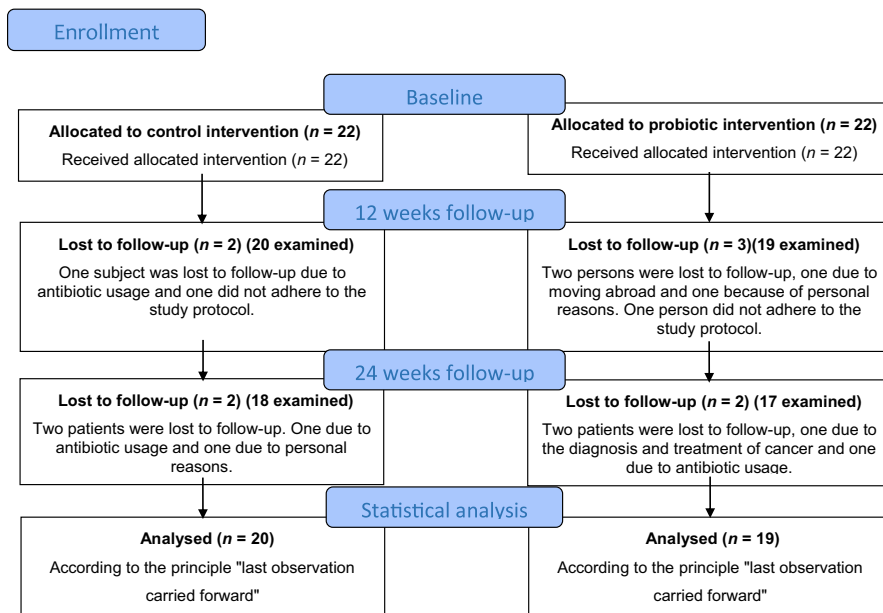 Enrollment
Baseline
Allocated to control intervention (n = 22)
Received allocated intervention (n = 22)
Allocated to probiotic intervention (n = 22)
Received allocated intervention (n = 22)
12 weeks follow-up
Lost to follow-up (n = 2) (20 examined)
One subject was lost to follow-up due to
antibiotic usage and one did not adhere to the
study protocol.
Lost to follow-up (n = 3)(19 examined)
Two persons were lost to follow-up, one due to
moving abroad and one because of personal
reasons. One person did not adhere to the
study protocol.
24 weeks follow-up
Lost to follow-up (n = 2) (18 examined)
Two patients were lost to follow-up. One due to
antibiotic usage and one due to personal
reasons.
Lost to follow-up (n = 2) (17 examined)
Two patients were lost to follow-up, one due to
the diagnosis and treatment of cancer and one
due to antibiotic usage.
Statistical analysis
Analysed (n = 20)
According to the principle "last observation
carried forward"
Analysed (n = 19)
According to the principle "last observation
carried forward"